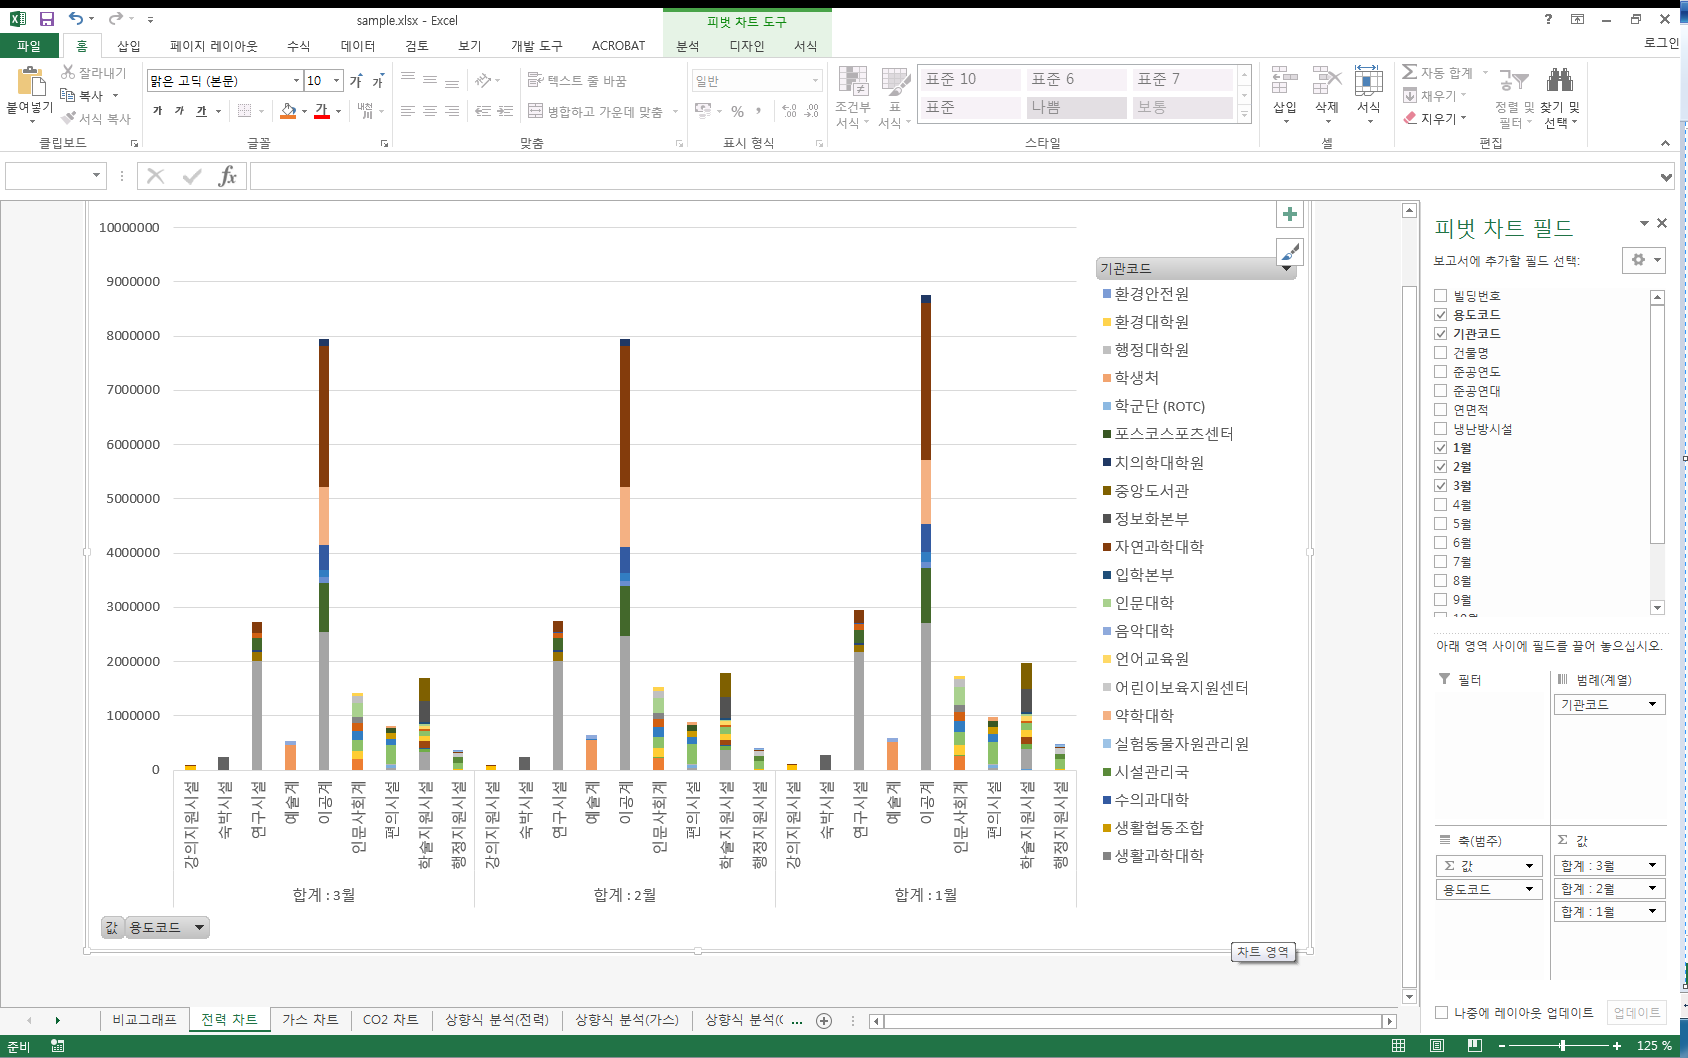 sample.xlsx - Excel
피벗 차트 도구
?
로그인
파일 홈 삽입 페이지 레이아웃 수식 데이터 검토 보기 개발 도구 ACROBAT 분석 디자인 서식
붙여넣기
잘라내기
복사
서식 복사
클립보드
맑은 고딕 (본문) 10 가 가
가 가 가 가 내천
글꼴
텍스트 줄 바꿈
병합하고 가운데 맞춤
맞춤
일반
% ,
표시 형식
조건부 서식
표 서식
표준 10 표준 6 표준 7
표준 나쁨 보통
스타일
삽입 삭제 서식
셀
자동 합계
채우기
지우기
정렬 및 필터
찾기 및 선택
편집
fx
10000000
9000000
8000000
7000000
6000000
5000000
4000000
3000000
2000000
1000000
0
강의지원시설 숙박시설 연구시설 예술계 이공계 인문사회계 편의시설 학술지원시설 행정지원시설 강의지원시설 숙박시설 연구시설 예술계 이공계 인문사회계 편의시설 학술지원시설 행정지원시설 강의지원시설 숙박시설 연구시설 예술계 이공계 인문사회계 편의시설 학술지원시설 행정지원시설
합계 : 3월 합계 : 2월 합계 : 1월
값 용도코드
기관코드
환경안전원
환경대학원
행정대학원
학생처
학군단 (ROTC)
포스코스포츠센터
치의학대학원
중앙도서관
정보화본부
자연과학대학
입학본부
인문대학
음악대학
언어교육원
어린이보육지원센터
약학대학
실험동물자원관리원
시설관리국
수의과대학
생활협동조합
생활과학대학
차트 영역
피벗 차트 필드
보고서에 추가할 필드 선택:
빌딩번호
용도코드
기관코드
건물명
준공연도
준공연대
연면적
냉난방시설
1월
2월
3월
4월
5월
6월
7월
8월
9월
10월
아래 영역 사이에 필드를 끌어 놓으십시오.
필터
범례(계열)
기관코드
축(범주)
Σ 값
용도코드
Σ 값
합계 : 3월
합계 : 2월
합계 : 1월
나중에 레이아웃 업데이트 업데이트
비교그래프 전력 차트 가스 차트 CO2 차트 상향식 분석(전력) 상향식 분석(가스) 상향식 분석(C ...
준비
125 %